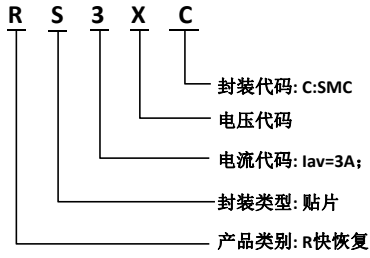 R S 3 X C
封装代码: C:SMC
电压代码
电流代码: Iav=3A；
封装类型: 贴片
产品类别: R快恢复